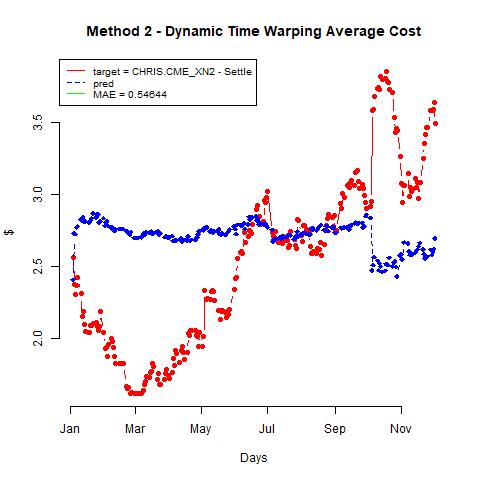 Method 2 - Dynamic Time Warping Average Cost
target = CHRIS.CME_XN2 - Settle
pred
MAE = 0.54644
3.5
3.0
2.5
2.0
$
Jan Mar May Jul Sep Nov
Days